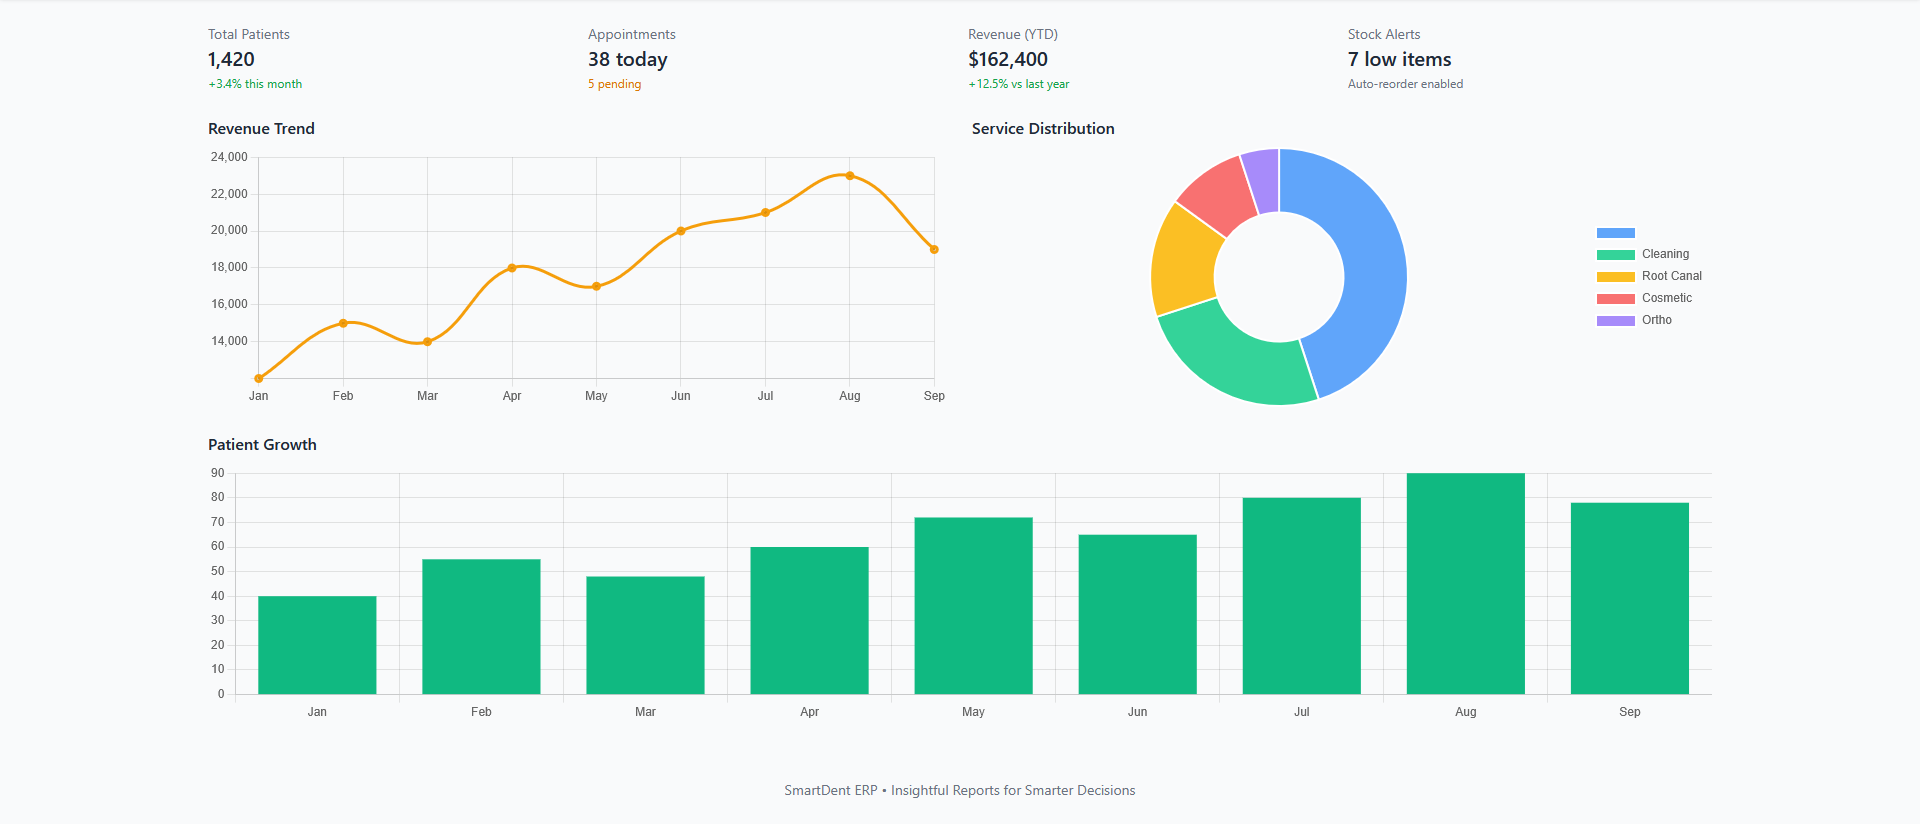 Total Patients
1,420
+3.4% this month
Appointments
38 today
5 pending
Revenue (YTD)
$162,400
+12.5% vs last year
Stock Alerts
7 low items
Auto-reorder enabled
Revenue Trend
24,000
22,000
20,000
18,000
16,000
14,000
Jan Feb Mar Apr May Jun Jul Aug Sep
Service Distribution
Cleaning
Root Canal
Cosmetic
Ortho
Patient Growth
90
80
70
60
50
40
30
20
10
0
Jan Feb Mar Apr May Jun Jul Aug Sep
SmartDent ERP • Insightful Reports for Smarter Decisions